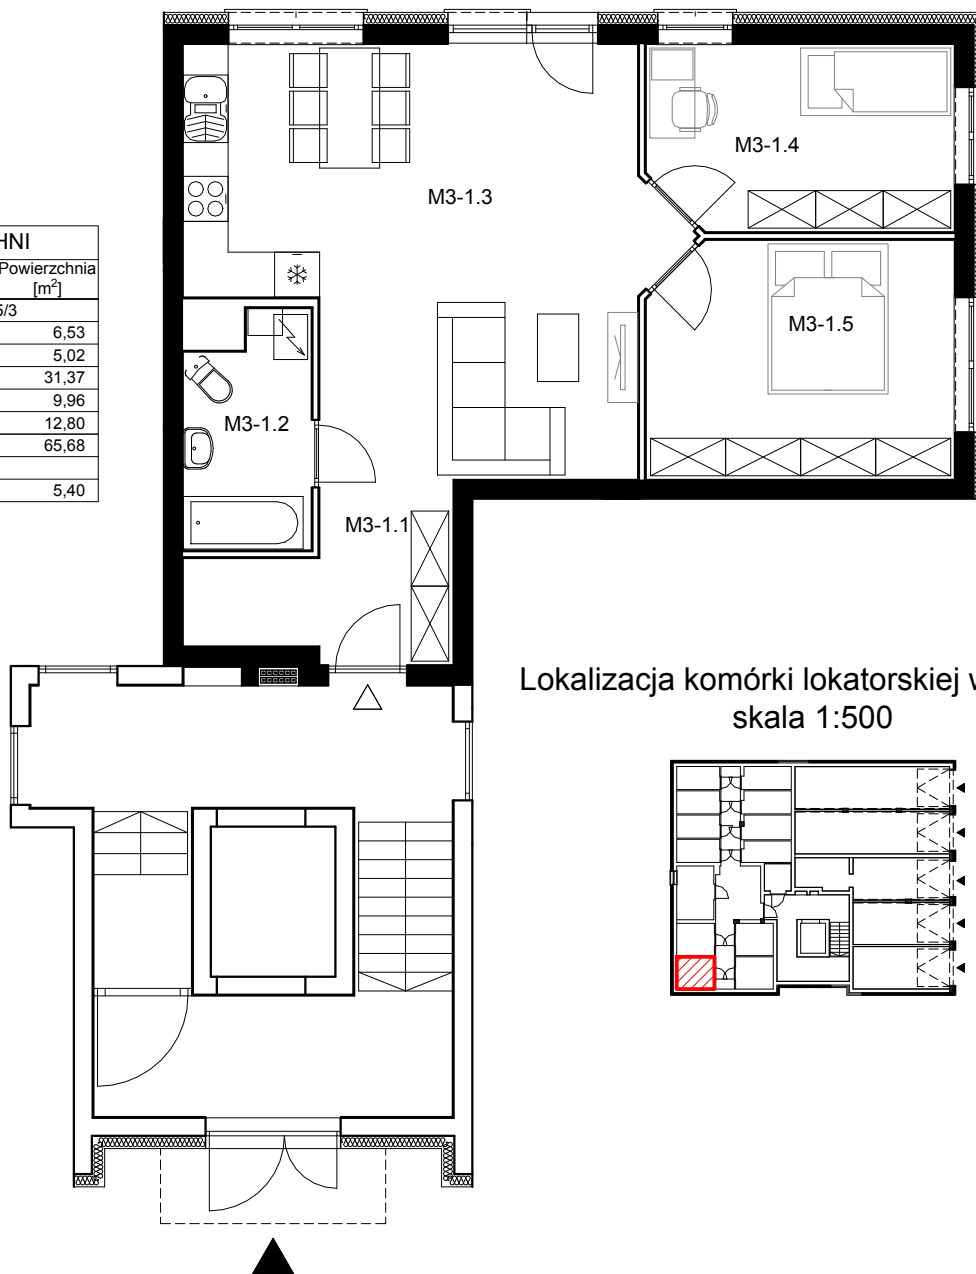 HNI
Powierzchnia
[m²]
5/3
6,53
5,02
31,37
9,96
12,80
65,68
5,40
M3-1.4
M3-1.3
M3-1.5
M3-1.2
M3-1.1
Lokalizacja komórki lokatorskiej w
skala 1:500